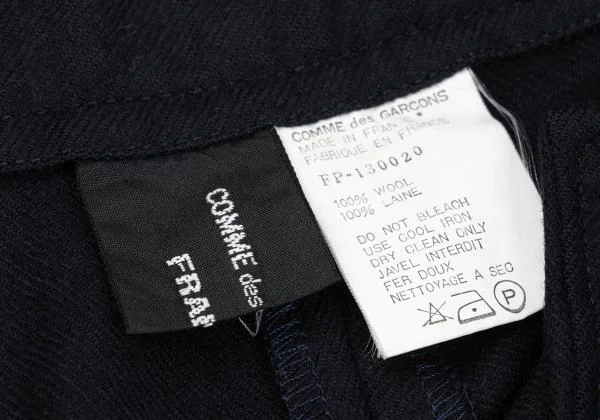 COMME des
FRAN
COMME des GARCONS
MADE IN FRANCE
FABRIQUE EN FRANCE
FP-130020
100% WOOL
100% LAINE
DO NOT BLEACH
USE COOL IRON
DRY CLEAN ONLY
JAVEL INTERDIT
FER DOUX
NETTOYAGE A SEC
P